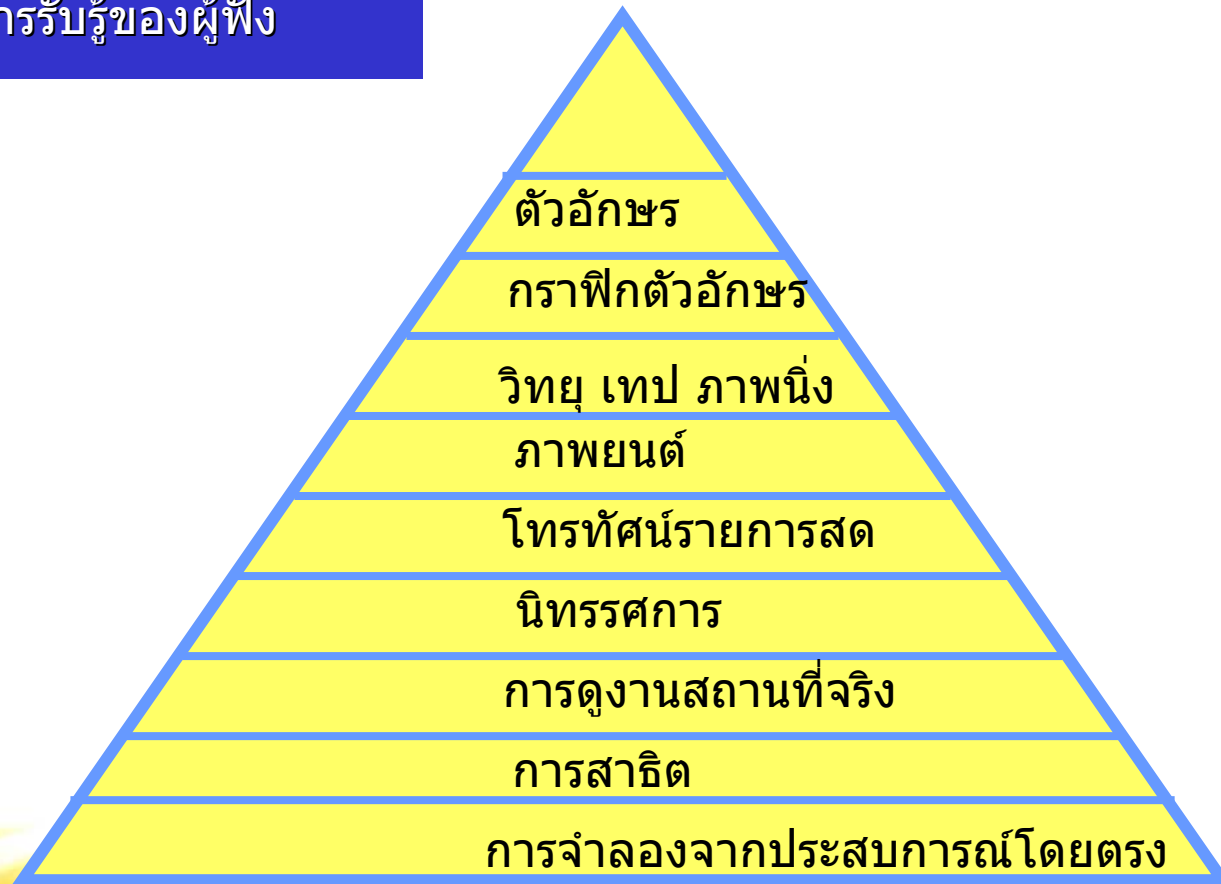 การรับรู้ของผู้ฟัง
ตัวอักษร
กราฟิกตัวอักษร
วิทยุ เทป ภาพนิ่ง
ภาพยนต์
โทรทัศน์รายการสด
นิทรรศการ
การดูงานสถานที่จริง
การสาธิต
การจำลองจากประสบการณ์โดยตรง